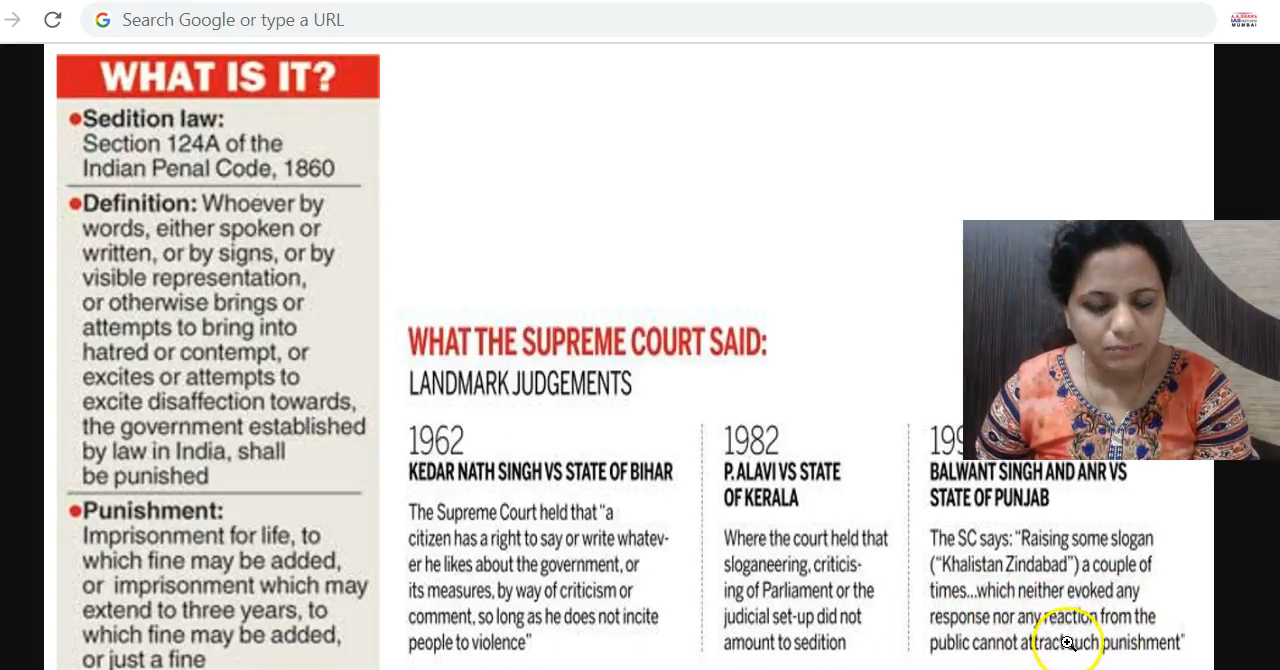 Search Google or type a URL
MUMBAI
WHAT IS IT?
Sedition law:
Section 124A of the
Indian Penal Code, 1860
Definition: Whoever by
words, either spoken or
written, or by signs, or by
visible representation,
or otherwise brings or
attempts to bring into
hatred or contempt, or
excites or attempts to
excite disaffection towards,
the government established
by law in India, shall
be punished
Punishment:
Imprisonment for life, to
which fine may be added,
or imprisonment which may
extend to three years, to
which fine may be added,
or just a fine
WHAT THE SUPREME COURT SAID:
LANDMARK JUDGEMENTS
1962
KEDAR NATH SINGH VS STATE OF BIHAR
The Supreme Court held that “a
citizen has a right to say or write whatev-
er he likes about the government, or
its measures, by way of criticism or
comment, so long as he does not incite
people to violence”
1982
P. ALAVI VS STATE
OF KERALA
Where the court held that
sloganeering, criticis-
ing of Parliament or the
judicial set-up did not
amount to sedition
BALWANT SINGH AND ANR VS
STATE OF PUNJAB
The SC says: “Raising some slogan
(“Khalistan Zindabad”) a couple of
times...which neither evoked any
response nor any reaction from the
public cannot attract such punishment”